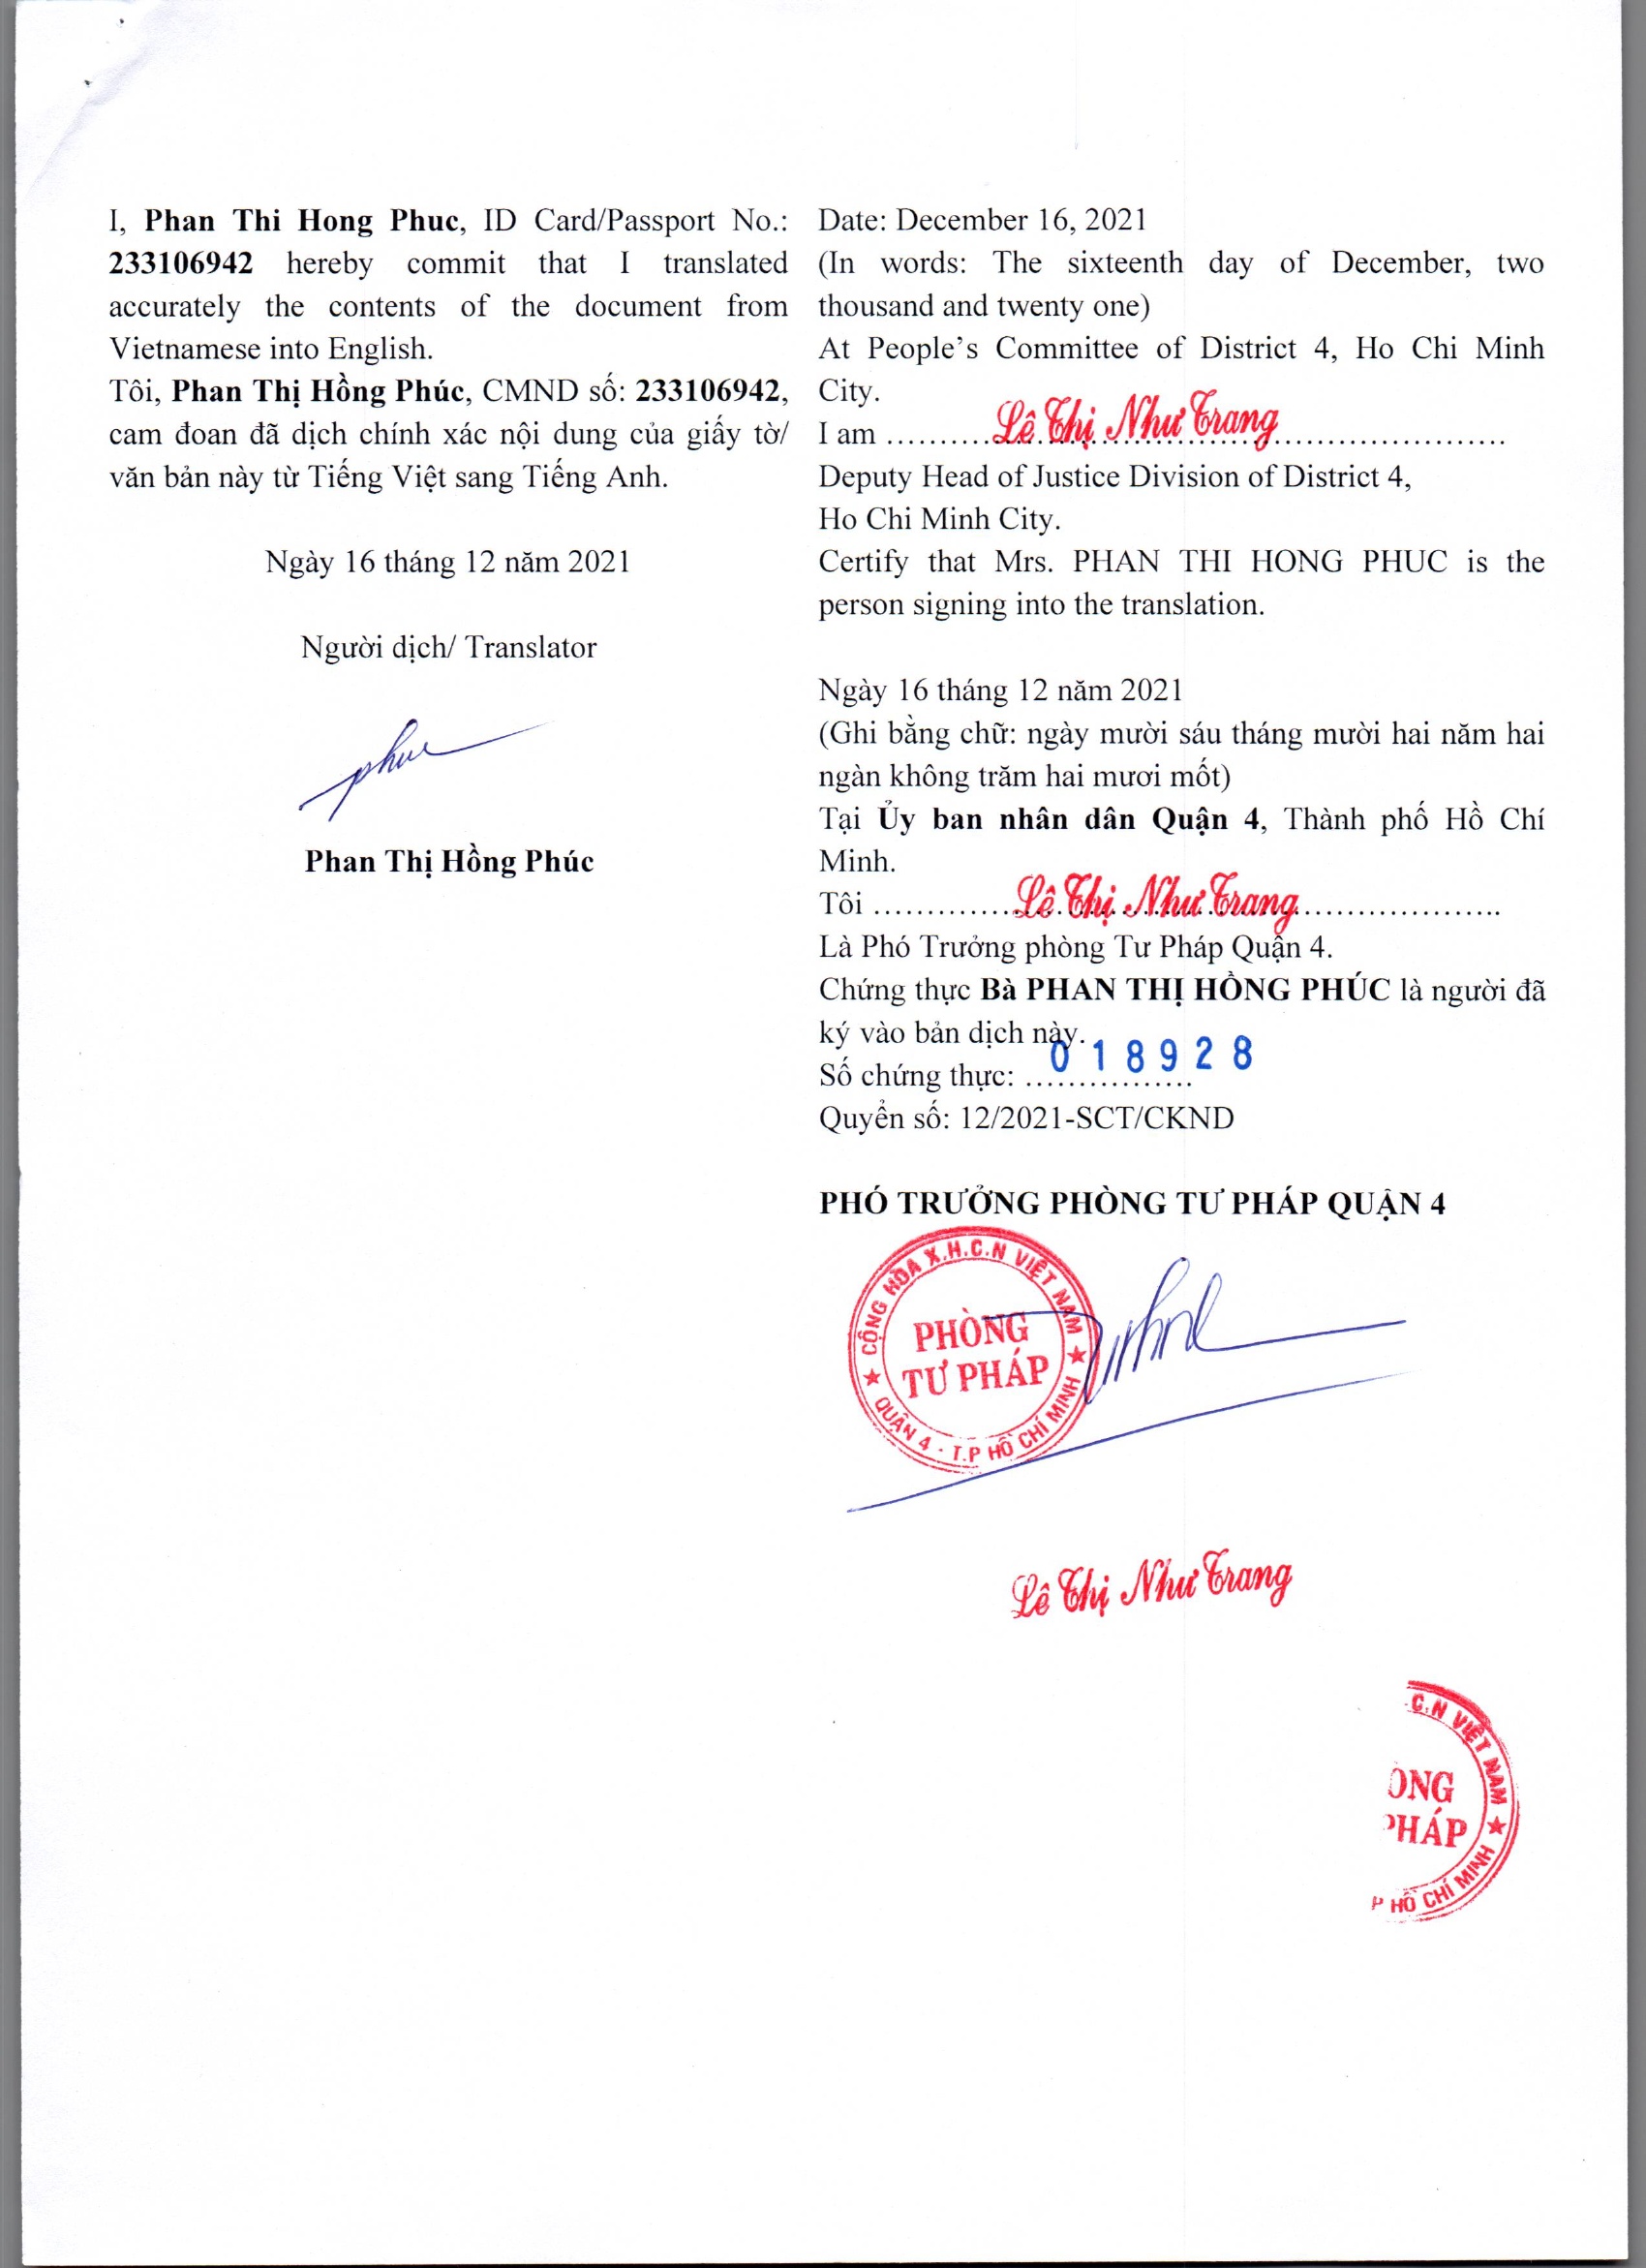 I, Phan Thi Hong Phuc, ID Card/Passport No.:
233106942 hereby commit that I translated
accurately the contents of the document from
Vietnamese into English.
Tôi, Phan Thị Hồng Phúc, CMND số: 233106942,
cam đoan đã dịch chính xác nội dung của giấy tờ/
văn bản này từ Tiếng Việt sang Tiếng Anh.
Ngày 16 tháng 12 năm 2021
Người dịch/ Translator
phuc
Phan Thị Hồng Phúc
Date: December 16, 2021
(In words: The sixteenth day of December, two
thousand and twenty one)
At People's Committee of District 4, Ho Chi Minh
City.
I am ……… Lê Thị Như Trang ………
Deputy Head of Justice Division of District 4,
Ho Chi Minh City.
Certify that Mrs. PHAN THI HONG PHUC is the
person signing into the translation.
Ngày 16 tháng 12 năm 2021
(Ghi bằng chữ: ngày mười sáu tháng mười hai năm hai
ngàn không trăm hai mươi mốt)
Tại Ủy ban nhân dân Quận 4, Thành phố Hồ Chí
Minh.
Tôi ……… Lê Thị Như Trang ………
Là Phó Trưởng phòng Tư Pháp Quận 4.
Chứng thực Bà PHAN THỊ HỒNG PHÚC là người đã
ký vào bản dịch này.
Số chứng thực: 018928
Quyển số: 12/2021-SCT/CKND
PHÓ TRƯỞNG PHÒNG TƯ PHÁP QUẬN 4
CỘNG HÒA X.H.C.N VIỆT NAM
PHÒNG
TƯ PHÁP
QUẬN 4 - T.P HỒ CHÍ MINH
Lê Thị Như Trang
C.N VIỆT NAM
ÒNG
PHÁP
P HỒ CHÍ MINH